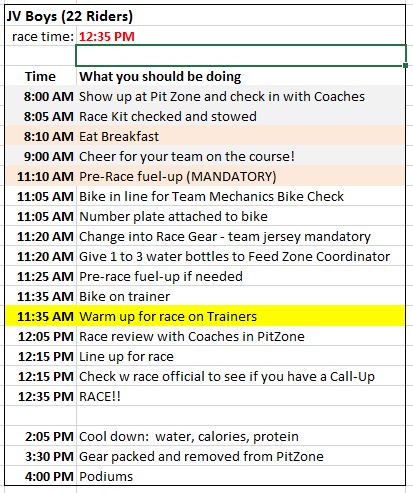 JV Boys (22 Riders)
race time: 12:35 PM
Time What you should be doing
8:00 AM Show up at Pit Zone and check in with Coaches
8:05 AM Race Kit checked and stowed
8:10 AM Eat Breakfast
9:00 AM Cheer for your team on the course!
11:10 AM Pre-Race fuel-up (MANDATORY)
11:05 AM Bike in line for Team Mechanics Bike Check
11:05 AM Number plate attached to bike
11:20 AM Change into Race Gear - team jersey mandatory
11:20 AM Give 1 to 3 water bottles to Feed Zone Coordinator
11:25 AM Pre-race fuel-up if needed
11:35 AM Bike on trainer
11:35 AM Warm up for race on Trainers
12:05 PM Race review with Coaches in PitZone
12:15 PM Line up for race
12:15 PM Check w race official to see if you have a Call-Up
12:35 PM RACE!!
2:05 PM Cool down: water, calories, protein
3:30 PM Gear packed and removed from PitZone
4:00 PM Podiums